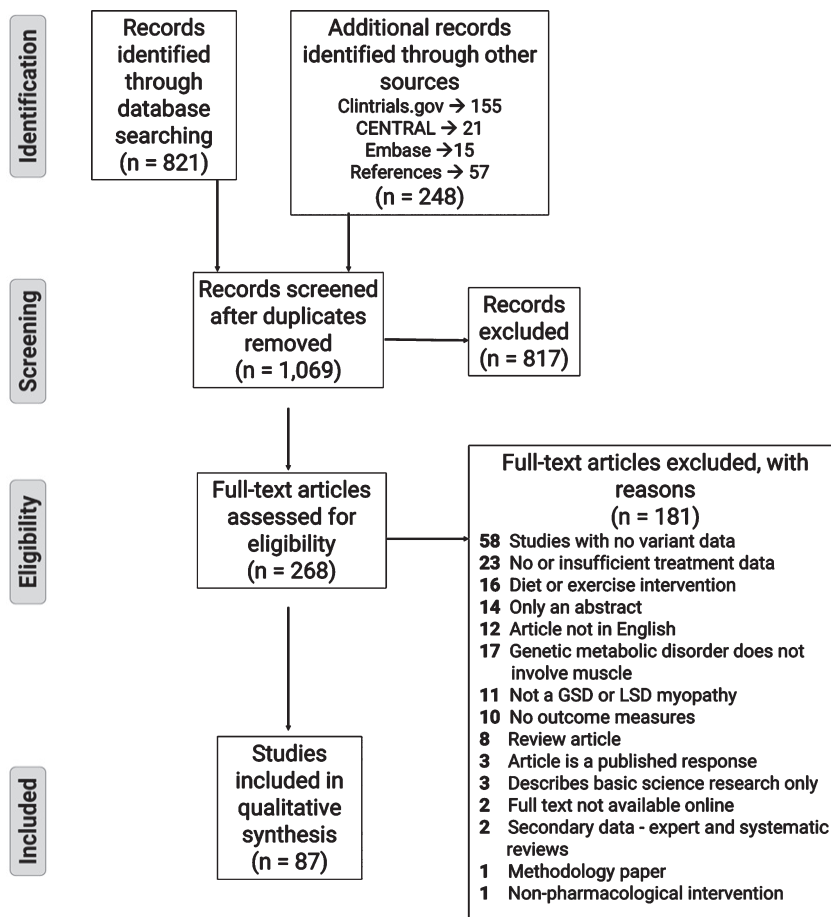 Identification
Records
identified
through
database
searching
(n = 821)
Additional records
identified through other
sources
Clintrials.gov → 155
CENTRAL → 21
Embase →15
References → 57
(n = 248)
Screening
Records screened
after duplicates
removed
(n = 1,069)
Records
excluded
(n = 817)
Eligibility
Full-text articles
assessed for
eligibility
(n = 268)
Full-text articles excluded, with
reasons
(n = 181)
58 Studies with no variant data
23 No or insufficient treatment data
16 Diet or exercise intervention
14 Only an abstract
12 Article not in English
17 Genetic metabolic disorder does not
involve muscle
11 Not a GSD or LSD myopathy
10 No outcome measures
8 Review article
3 Article is a published response
3 Describes basic science research only
2 Full text not available online
2 Secondary data - expert and systematic
reviews
1 Methodology paper
1 Non-pharmacological intervention
Included
Studies
included in
qualitative
synthesis
(n = 87)